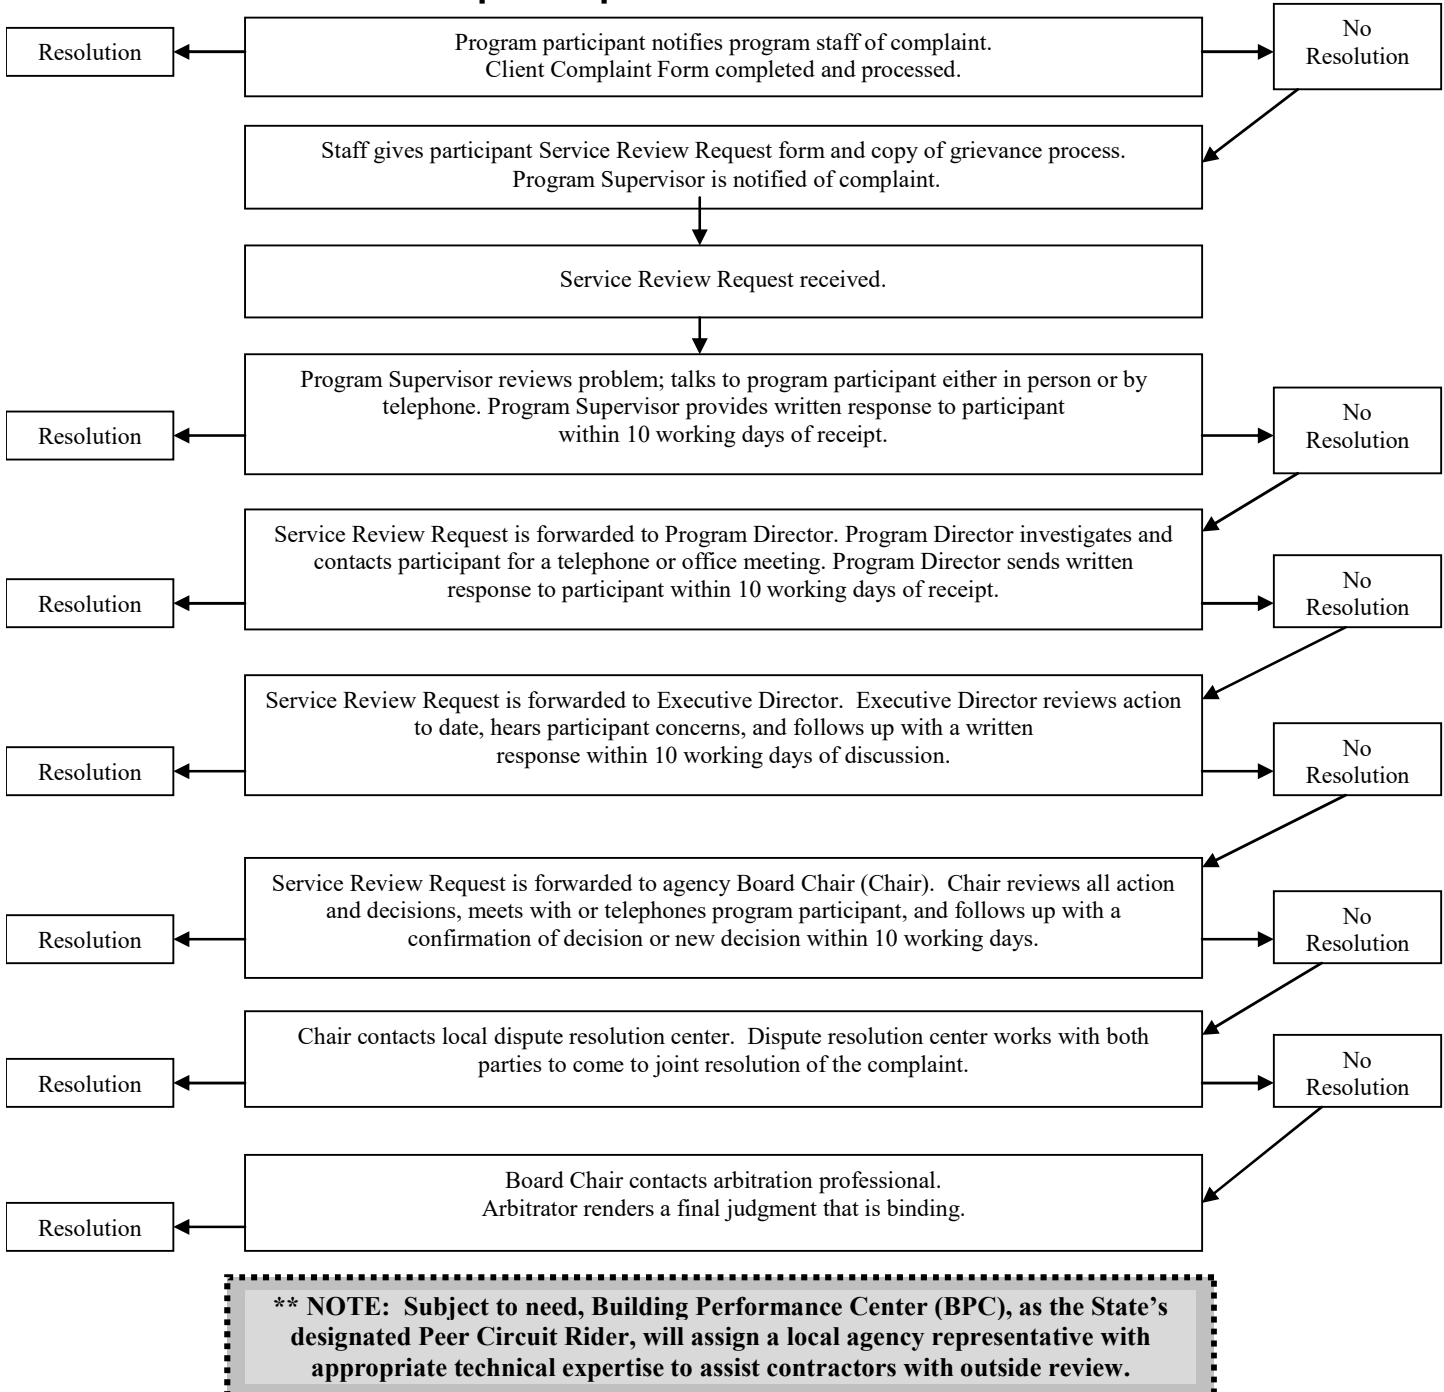 Resolution
Program participant notifies program staff of complaint.
Client Complaint Form completed and processed.
No
Resolution
Staff gives participant Service Review Request form and copy of grievance process.
Program Supervisor is notified of complaint.
Service Review Request received.
Program Supervisor reviews problem; talks to program participant either in person or by
telephone. Program Supervisor provides written response to participant
within 10 working days of receipt.
Resolution
No
Resolution
Service Review Request is forwarded to Program Director. Program Director investigates and
contacts participant for a telephone or office meeting. Program Director sends written
response to participant within 10 working days of receipt.
Resolution
No
Resolution
Service Review Request is forwarded to Executive Director.  Executive Director reviews action
to date, hears participant concerns, and follows up with a written
response within 10 working days of discussion.
Resolution
No
Resolution
Service Review Request is forwarded to agency Board Chair (Chair).  Chair reviews all action
and decisions, meets with or telephones program participant, and follows up with a
confirmation of decision or new decision within 10 working days.
Resolution
No
Resolution
Chair contacts local dispute resolution center.  Dispute resolution center works with both
parties to come to joint resolution of the complaint.
Resolution
No
Resolution
Board Chair contacts arbitration professional.
Arbitrator renders a final judgment that is binding.
Resolution
** NOTE:  Subject to need, Building Performance Center (BPC), as the State’s
designated Peer Circuit Rider, will assign a local agency representative with
appropriate technical expertise to assist contractors with outside review.